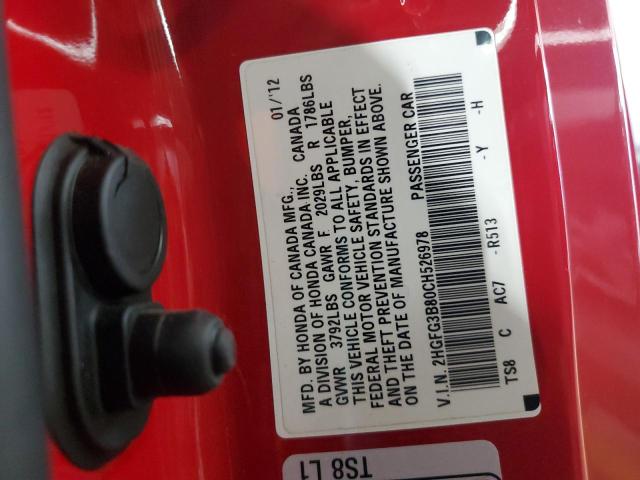 MFD. BY HONDA OF CANADA MFG., 01/'12
A DIVISION OF HONDA CANADA INC. CANADA
GVWR 3792LBS GAWR F 2029LBS R 1786LBS
THIS VEHICLE CONFORMS TO ALL APPLICABLE
FEDERAL MOTOR VEHICLE SAFETY, BUMPER,
AND THEFT PREVENTION STANDARDS IN EFFECT
ON THE DATE OF MANUFACTURE SHOWN ABOVE.
V.I.N. 2HGFG3B80CH526978 PASSENGER CAR
TS8 C AC7 -R513 -Y -H
TS8 L1